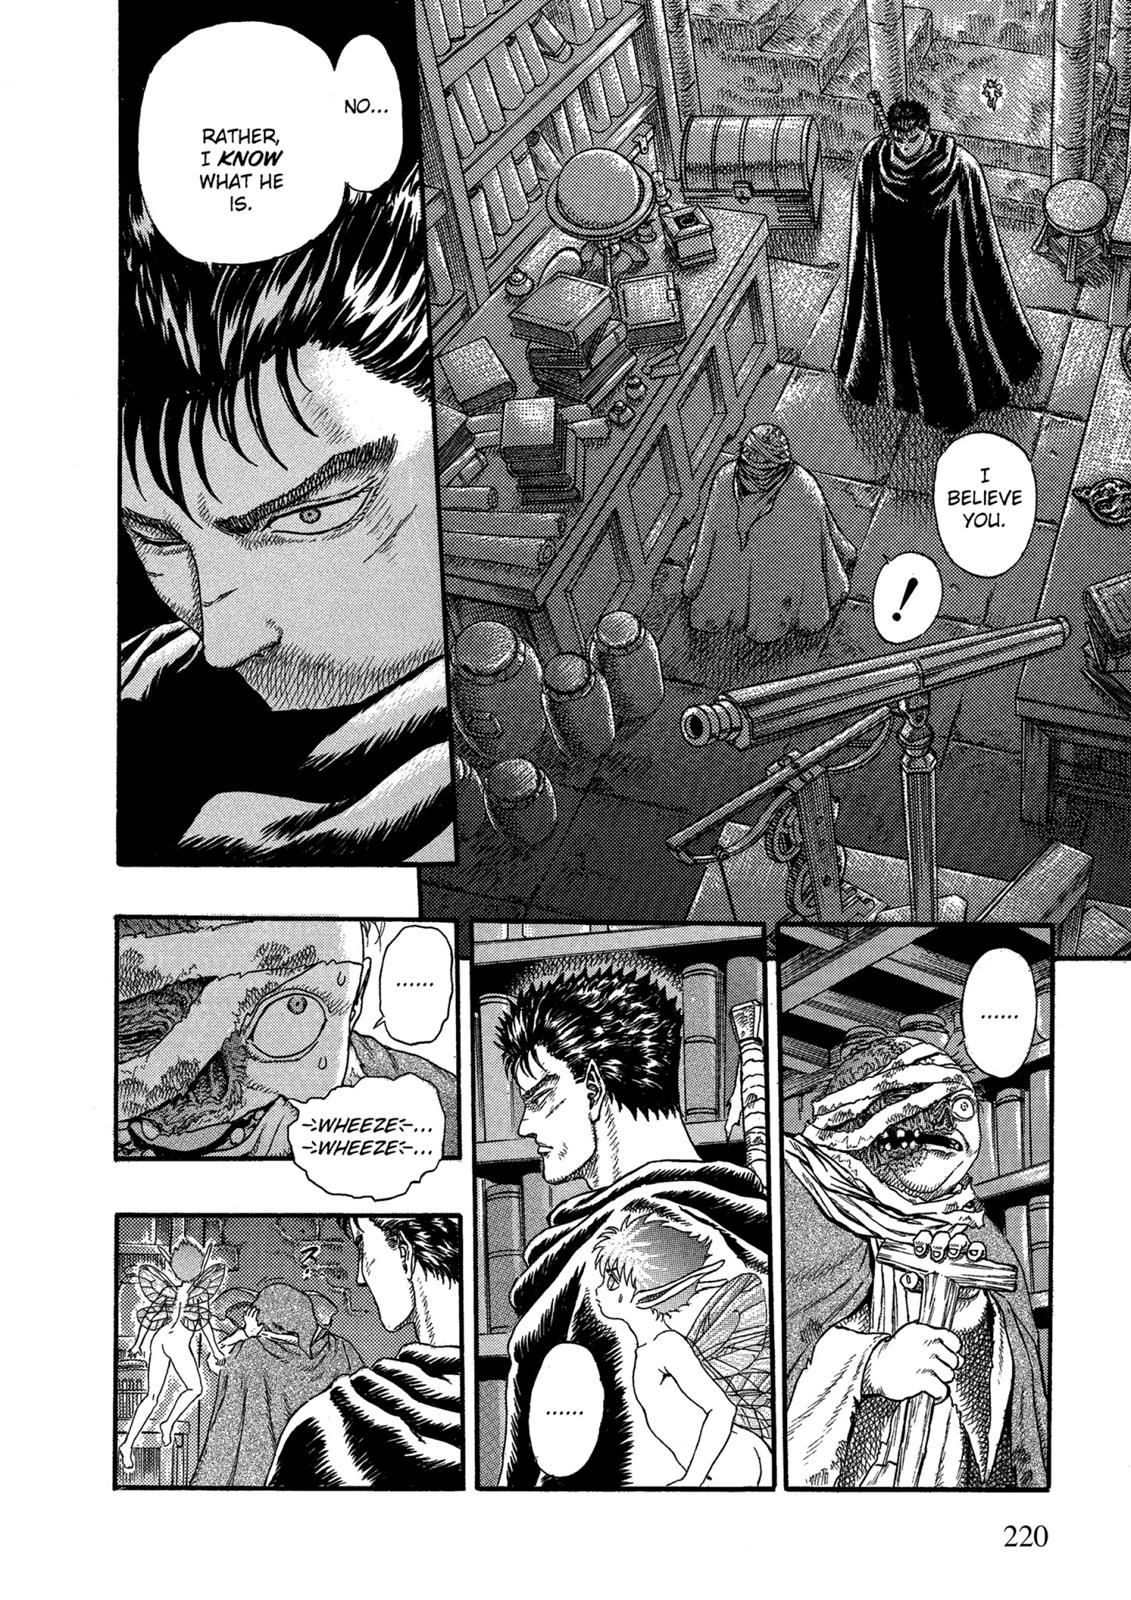 I
BELIEVE
YOU.
!
NO...
RATHER,
I KNOW
WHAT HE
IS.
......
......
......
WHEEZE...
WHEEZE...
220